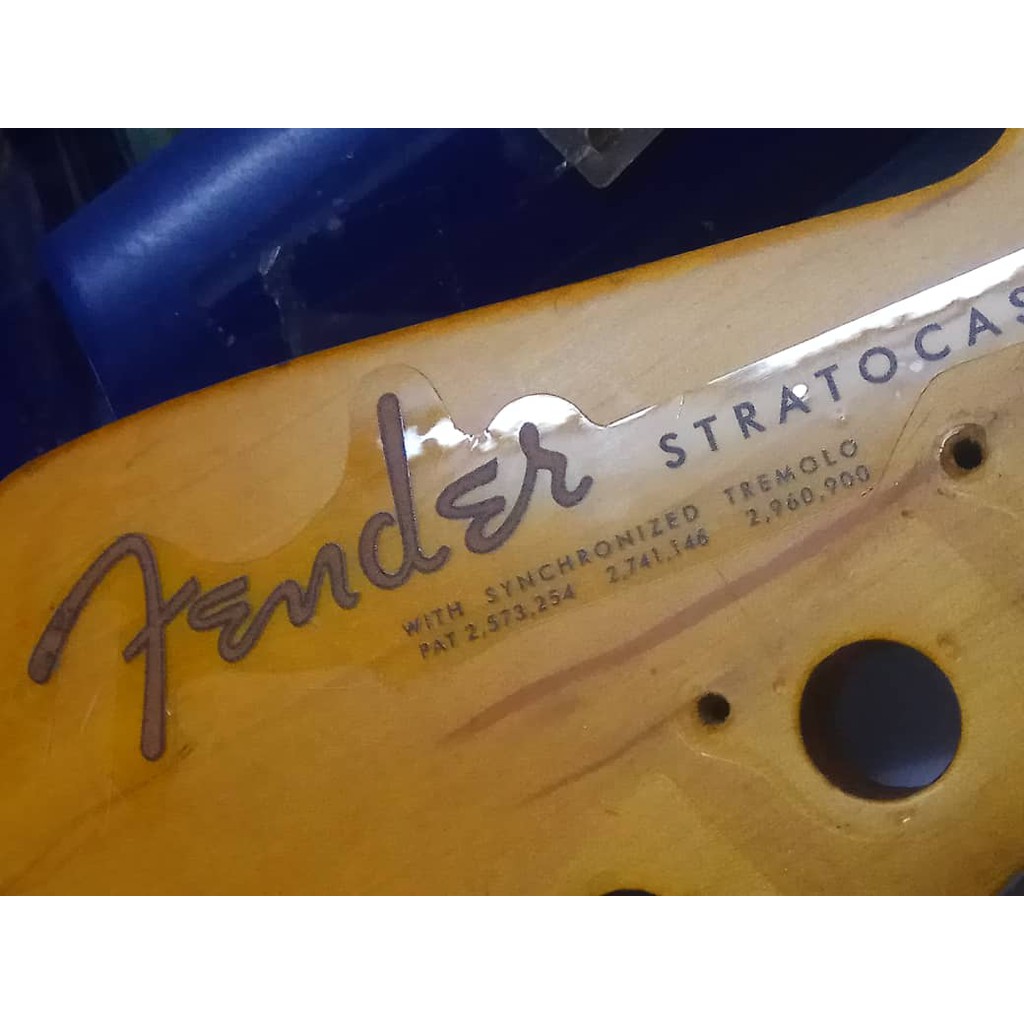 Fender STRATOCAS
WITH SYNCHRONIZED TREMOLO
PAT 2,573,254 2,741,146 2,960,900